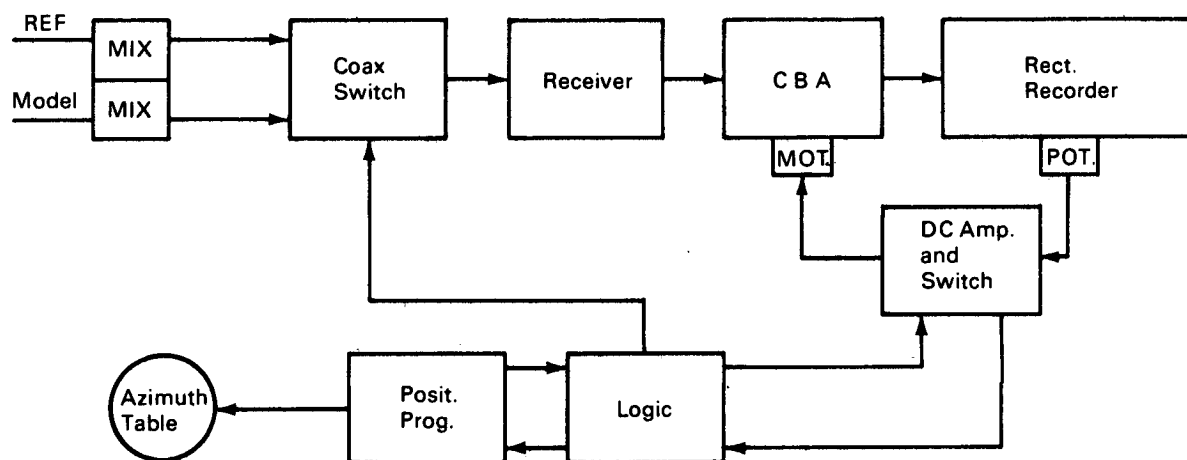 REF
MIX
Model
MIX
Coax
Switch
Receiver
C B A
Rect.
Recorder
MOT.
POT.
DC Amp.
and
Switch
Azimuth
Table
Posit.
Prog.
Logic